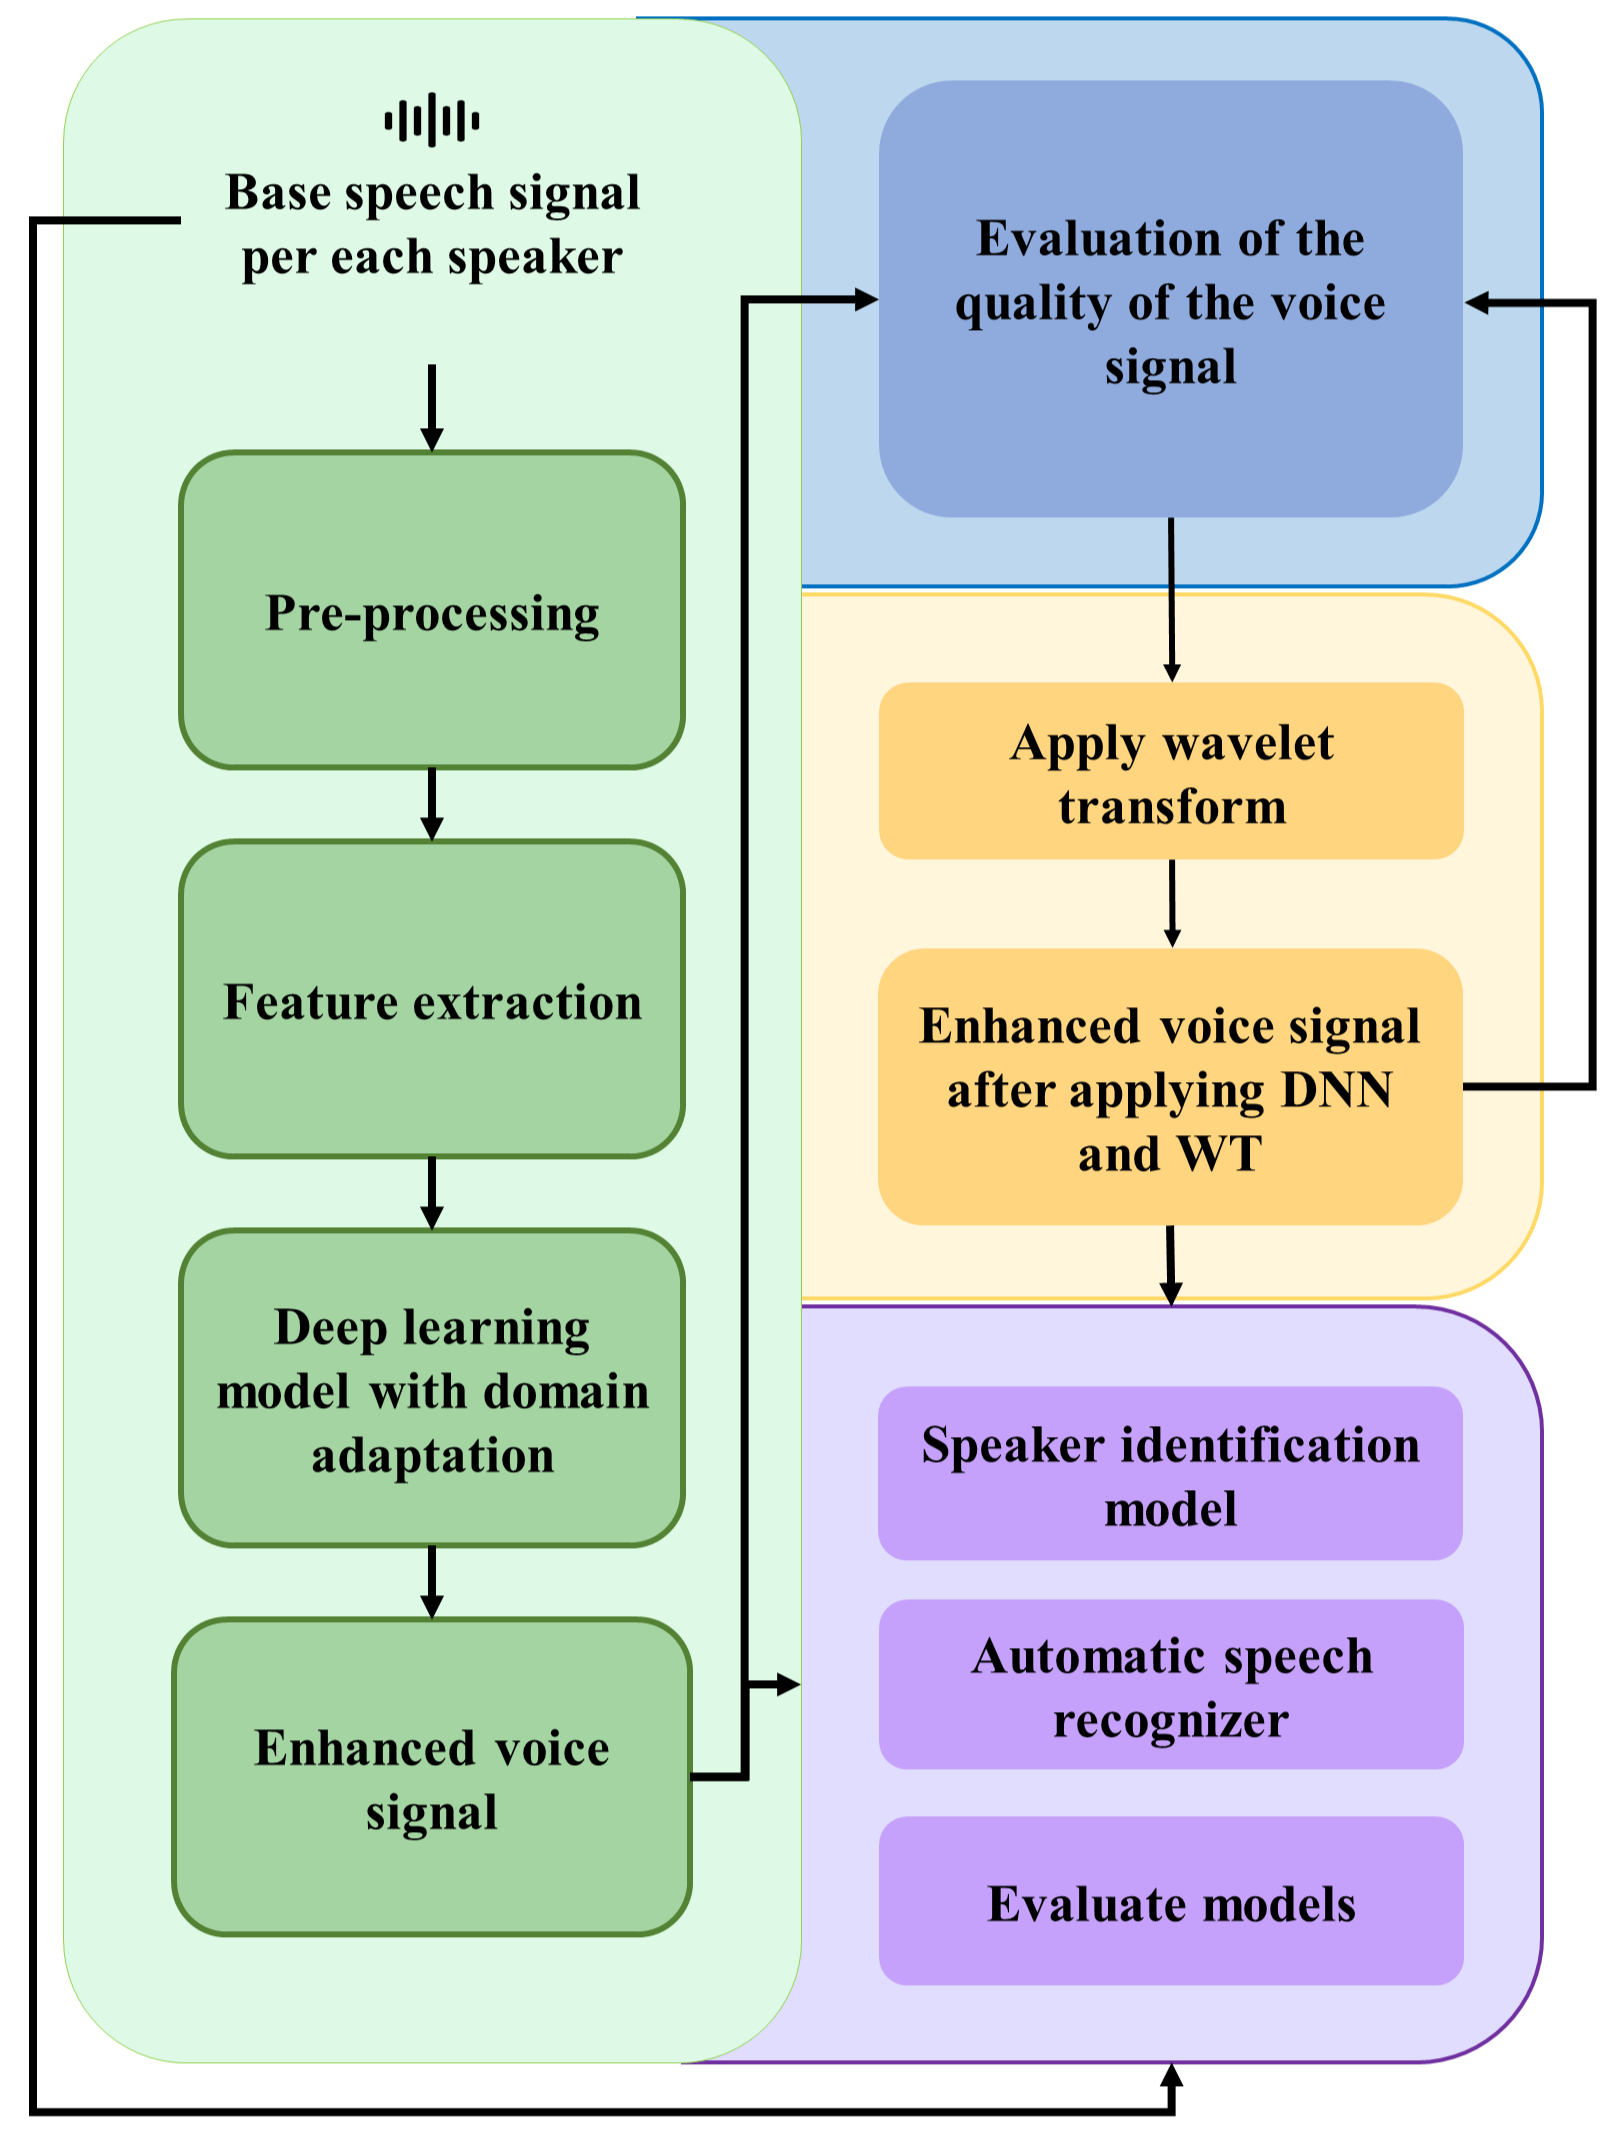 Base speech signal
per each speaker
Pre-processing
Feature extraction
Deep learning
model with domain
adaptation
Enhanced voice
signal
Evaluation of the
quality of the voice
signal
Apply wavelet
transform
Enhanced voice signal
after applying DNN
and WT
Speaker identification
model
Automatic speech
recognizer
Evaluate models